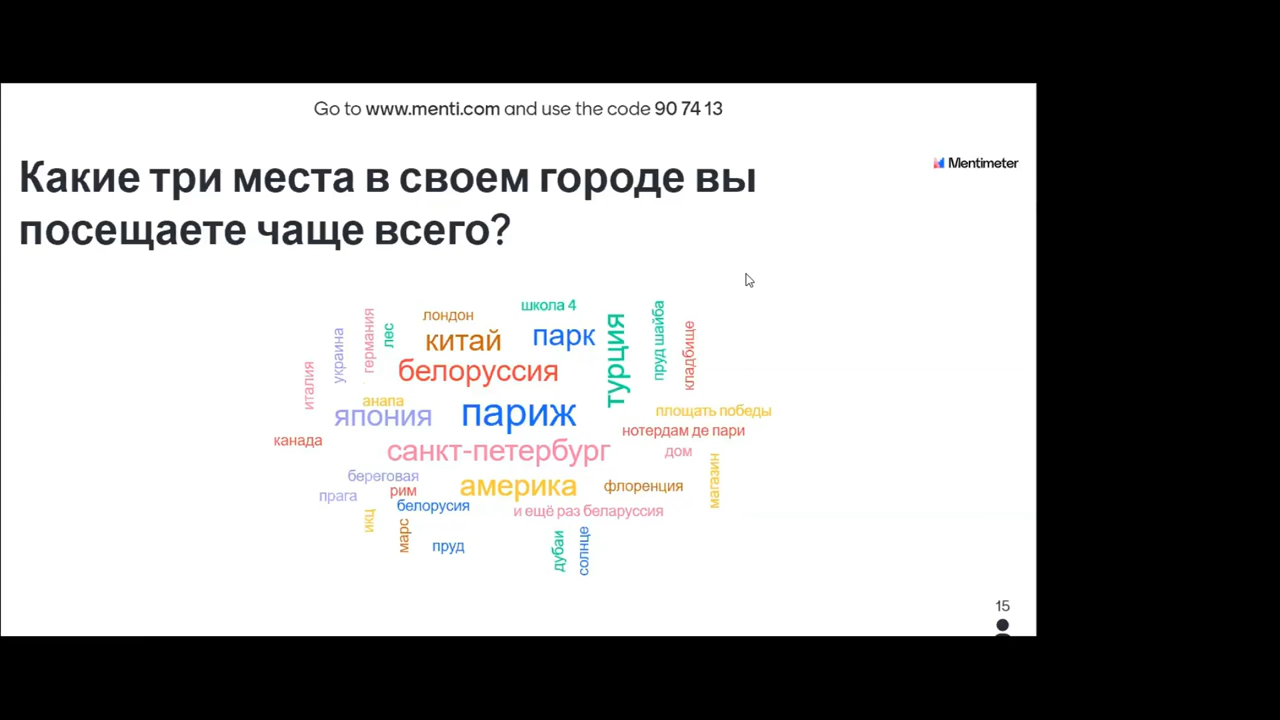 Go to www.menti.com and use the code 90 74 13
Mentimeter
Какие три места в своем городе вы
посещаете чаще всего?
школа 4
лондон
китай
парк
турция
пруд шайба
кладбище
лес
германия
украина
италия
белоруссия
анапа
япония
париж
площать победы
нотердам де пари
канада
санкт-петербург
дом
магазин
береговая
прага
рим
америка
флоренция
белорусия
и ещё раз беларуссия
икц
марс
пруд
дубаи
солнце
15